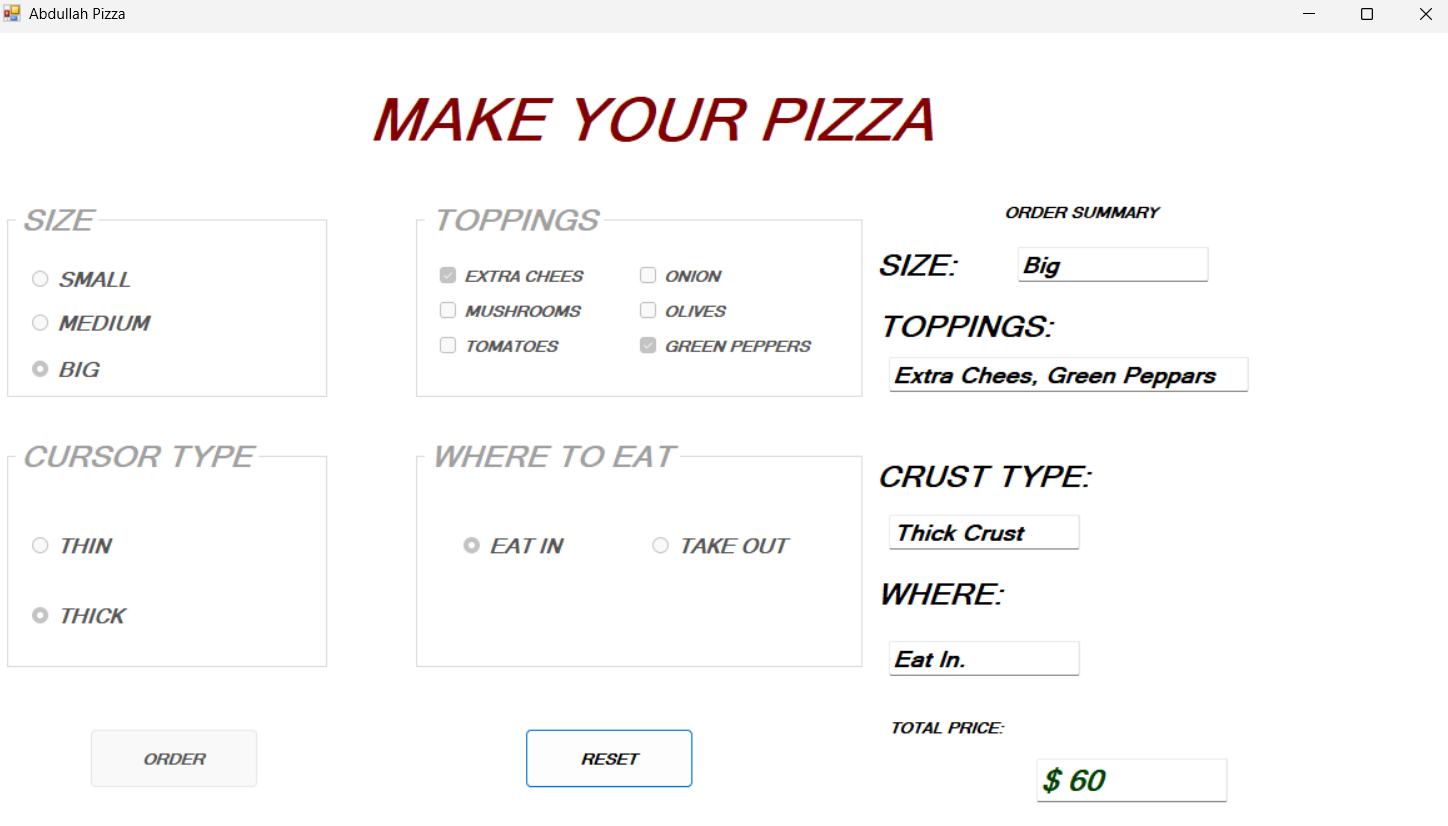 Abdullah Pizza
MAKE YOUR PIZZA
SIZE
SMALL
MEDIUM
BIG
TOPPINGS
EXTRA CHEES
ONION
MUSHROOMS
OLIVES
TOMATOES
GREEN PEPPERS
CURSOR TYPE
THIN
THICK
WHERE TO EAT
EAT IN
TAKE OUT
ORDER
RESET
ORDER SUMMARY
SIZE:
Big
TOPPINGS:
Extra Chees, Green Peppars
CRUST TYPE:
Thick Crust
WHERE:
Eat In.
TOTAL PRICE:
$ 60